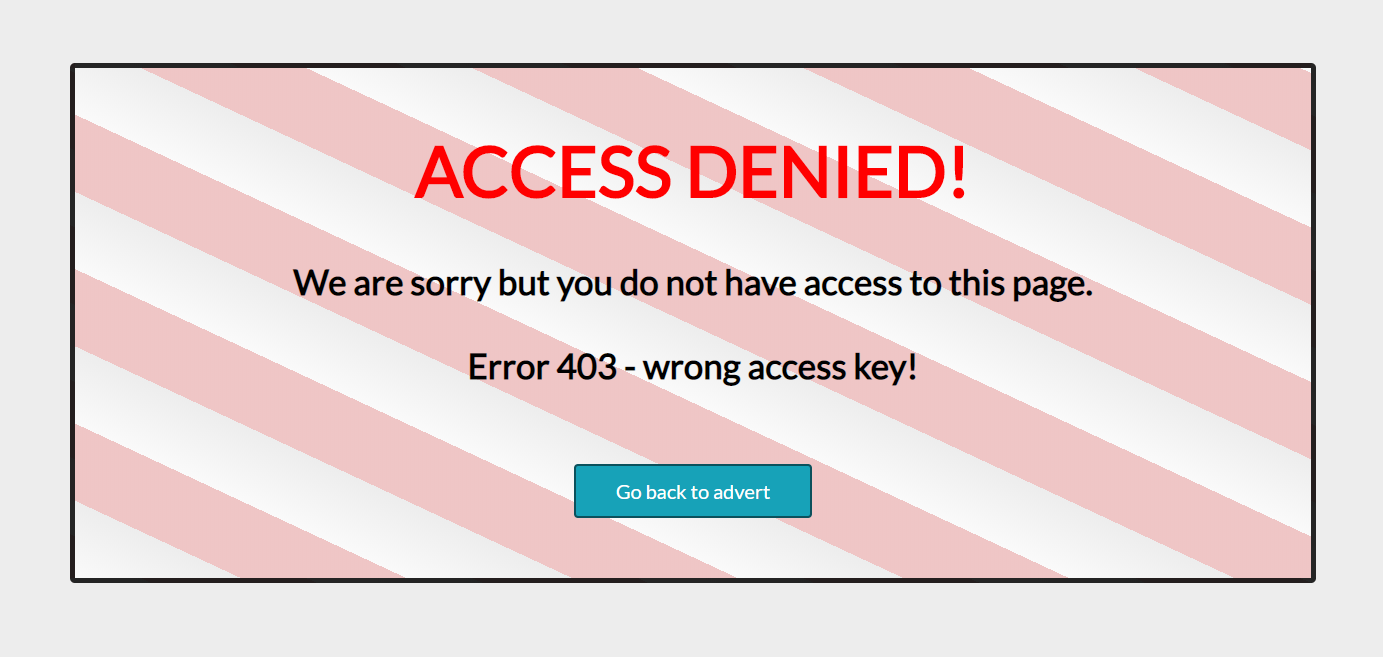 ACCESS DENIED!
We are sorry but you do not have access to this page.
Error 403 - wrong access key!
Go back to advert